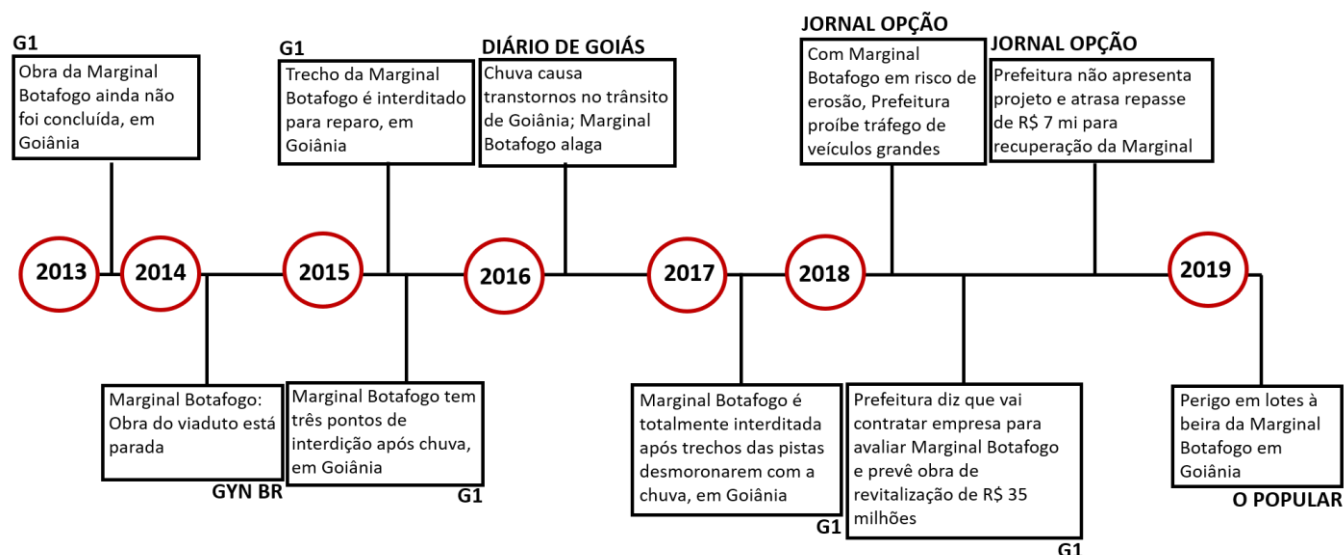 G1
Obra da Marginal
Botafogo ainda não
foi concluída, em
Goiânia
G1
Trecho da Marginal
Botafogo é interditado
para reparo, em
Goiânia
DIÁRIO DE GOIÁS
Chuva causa
transtornos no trânsito
de Goiânia; Marginal
Botafogo alaga
JORNAL OPÇÃO
Com Marginal
Botafogo em risco de
erosão, Prefeitura
proíbe tráfego de
veículos grandes
JORNAL OPÇÃO
Prefeitura não apresenta
projeto e atrasa repasse
de R$ 7 mi para
recuperação da Marginal
2013
2014
2015
2016
2017
2018
2019
Marginal Botafogo:
Obra do viaduto está
parada
GYN BR
Marginal Botafogo tem
três pontos de
interdição após chuva,
em Goiânia
G1
Marginal Botafogo é
totalmente interditada
após trechos das pistas
desmoronarem com a
chuva, em Goiânia
G1
Prefeitura diz que vai
contratar empresa para
avaliar Marginal Botafogo
e prevê obra de
revitalização de R$ 35
milhões
G1
Perigo em lotes à
beira da Marginal
Botafogo em
Goiânia
O POPULAR